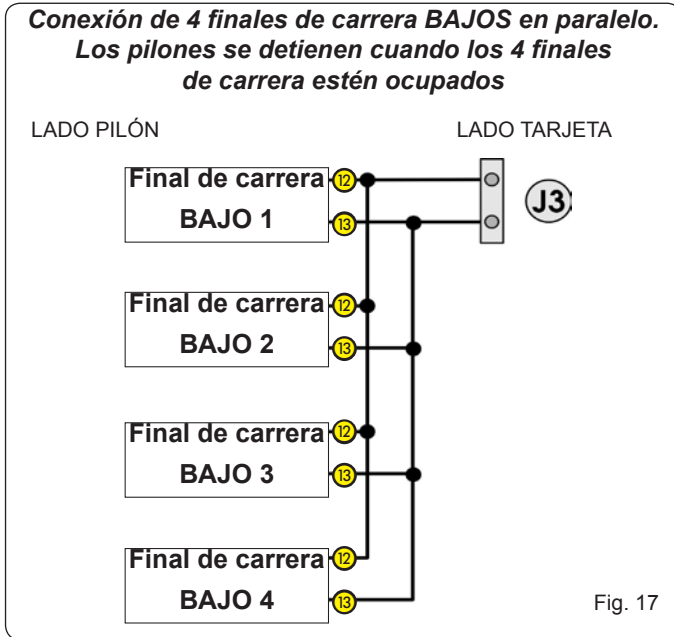 Conexión de 4 finales de carrera BAJOS en paralelo.
Los pilones se detienen cuando los 4 finales
de carrera estén ocupados
LADO PILÓN
LADO TARJETA
Final de carrera 12
BAJO 1 13
J3
Final de carrera 12
BAJO 2 13
Final de carrera 12
BAJO 3 13
Final de carrera 12
BAJO 4 13
Fig. 17